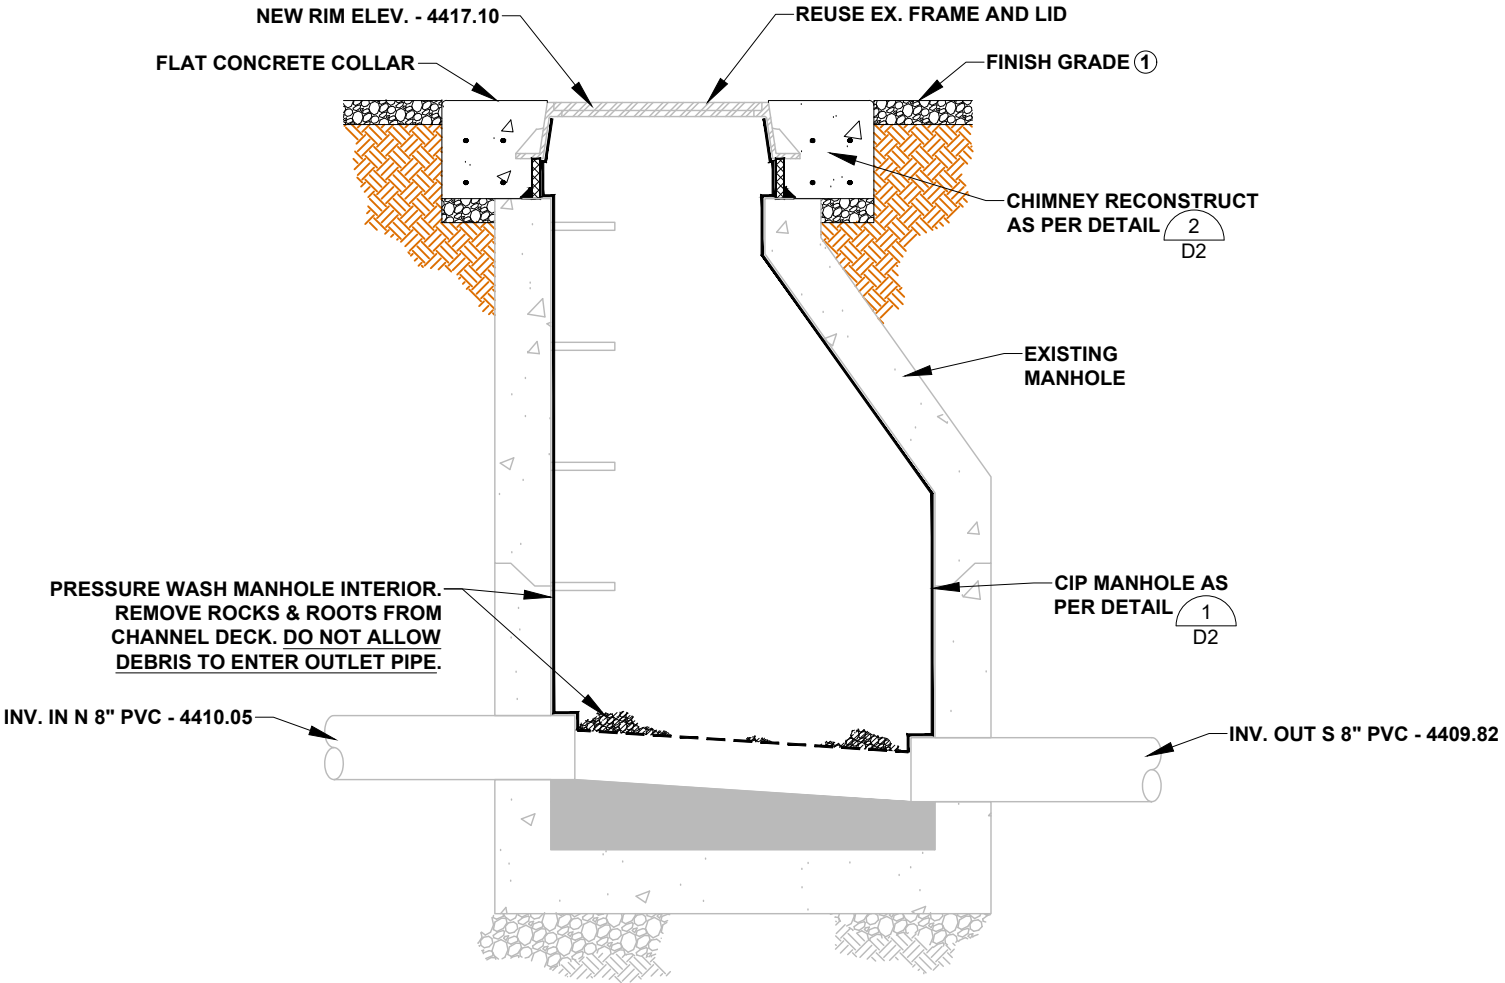 NEW RIM ELEV. - 4417.10
REUSE EX. FRAME AND LID
FLAT CONCRETE COLLAR
FINISH GRADE 1
CHIMNEY RECONSTRUCT
AS PER DETAIL
2
D2
EXISTING
MANHOLE
PRESSURE WASH MANHOLE INTERIOR.
REMOVE ROCKS & ROOTS FROM
CHANNEL DECK. DO NOT ALLOW
DEBRIS TO ENTER OUTLET PIPE.
CIP MANHOLE AS
PER DETAIL
1
D2
INV. IN N 8" PVC - 4410.05
INV. OUT S 8" PVC - 4409.82